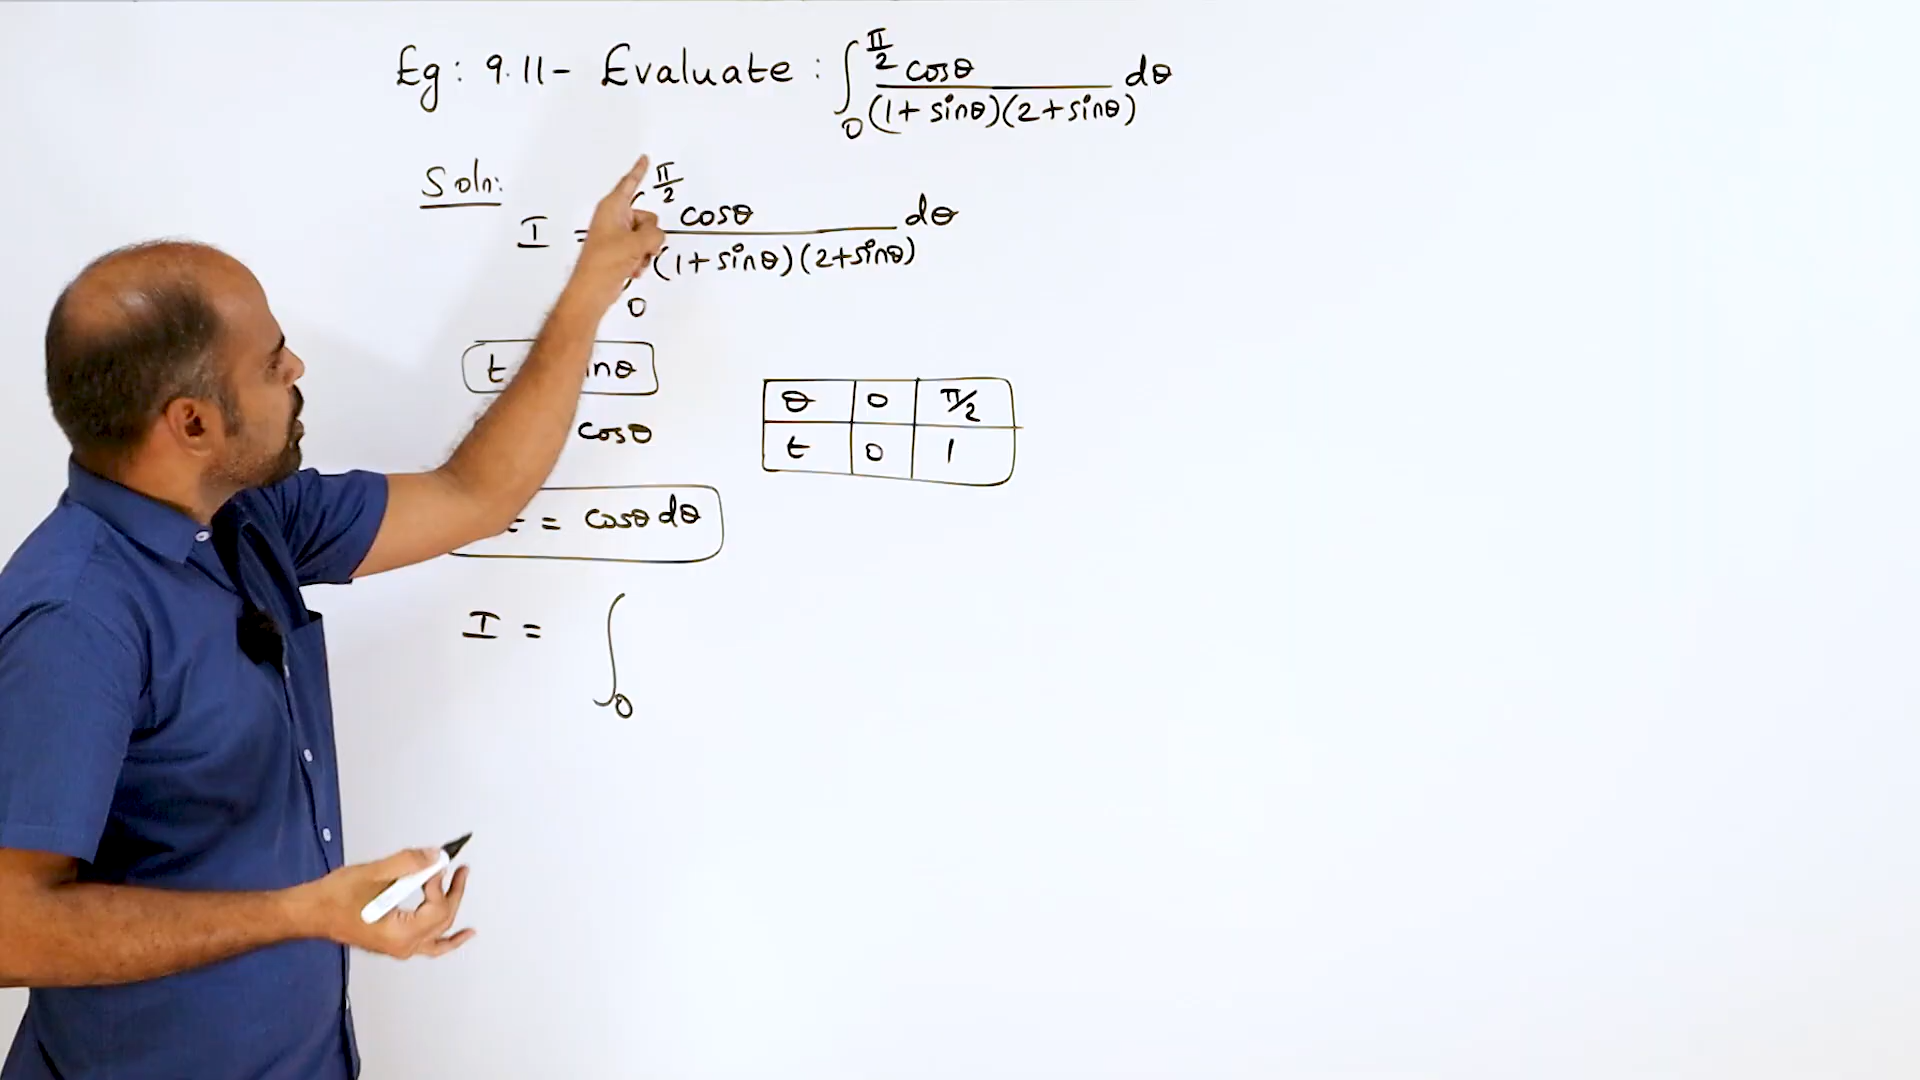 Eg: 9.11- Evaluate: ∫₀^(π/2) cosθ / (1+sinθ)(2+sinθ) dθ
Soln:
I = ∫₀^(π/2) cosθ / (1+sinθ)(2+sinθ) dθ
t
cosθ
θ 0 π/2
t 0 1
= cosθ dθ
I = ∫₀